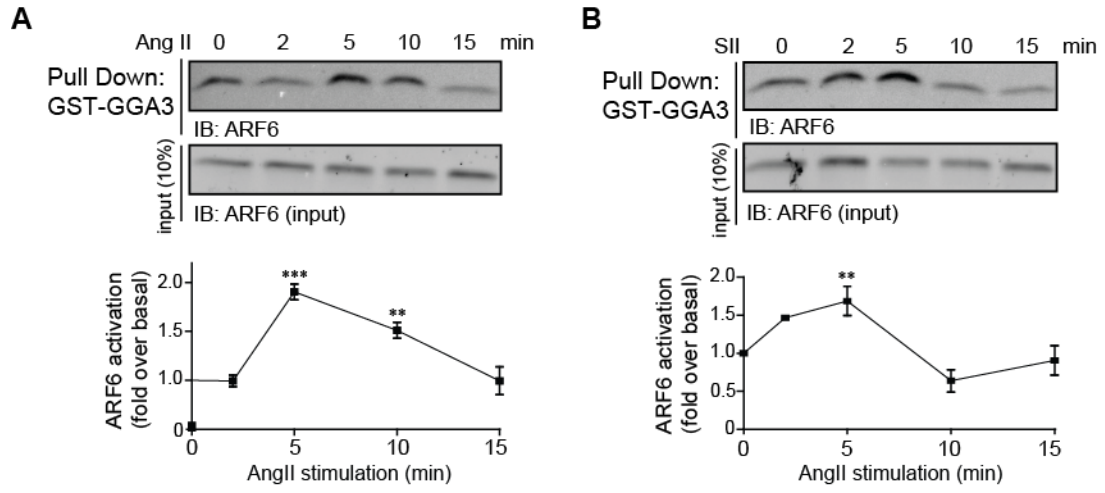 A
Ang II 0 2 5 10 15 min
Pull Down:
GST-GGA3
IB: ARF6
input (10%)
IB: ARF6 (input)
ARF6 activation
(fold over basal)
2.0
1.5
1.0
0
***
**
0 5 10 15
AngII stimulation (min)
B
SII 0 2 5 10 15 min
Pull Down:
GST-GGA3
IB: ARF6
input (10%)
IB: ARF6 (input)
ARF6 activation
(fold over basal)
2.0
1.5
1.0
0.5
0
**
0 5 10 15
AngII stimulation (min)